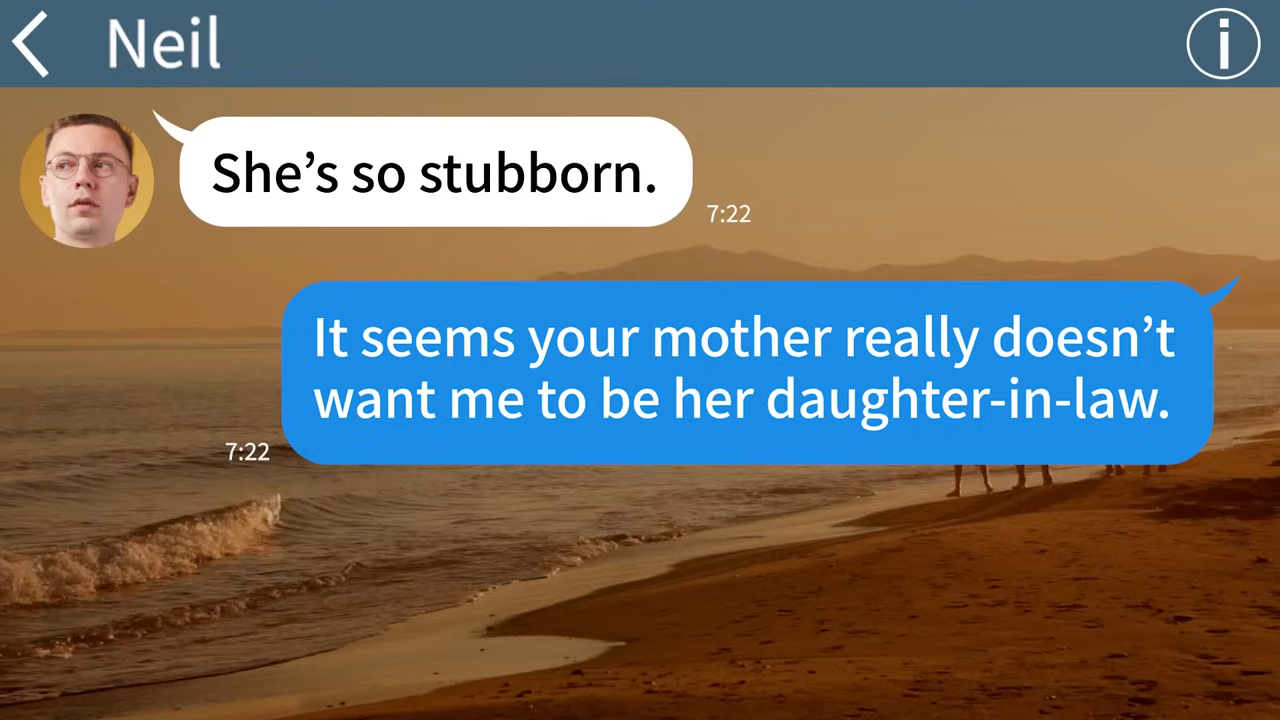 Neil
She’s so stubborn.
7:22
It seems your mother really doesn’t
want me to be her daughter-in-law.
7:22